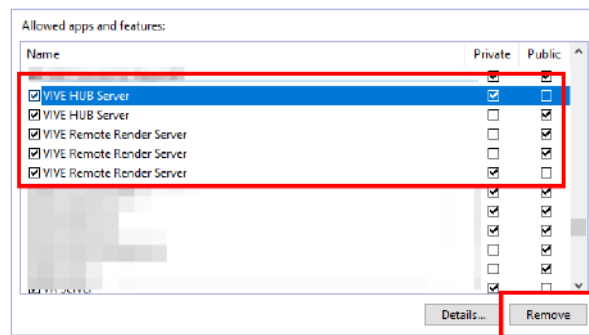 Allowed apps and features:
Name Private Public
VIVE HUB Server
VIVE HUB Server
VIVE Remote Render Server
VIVE Remote Render Server
VIVE Remote Render Server
Details... Remove